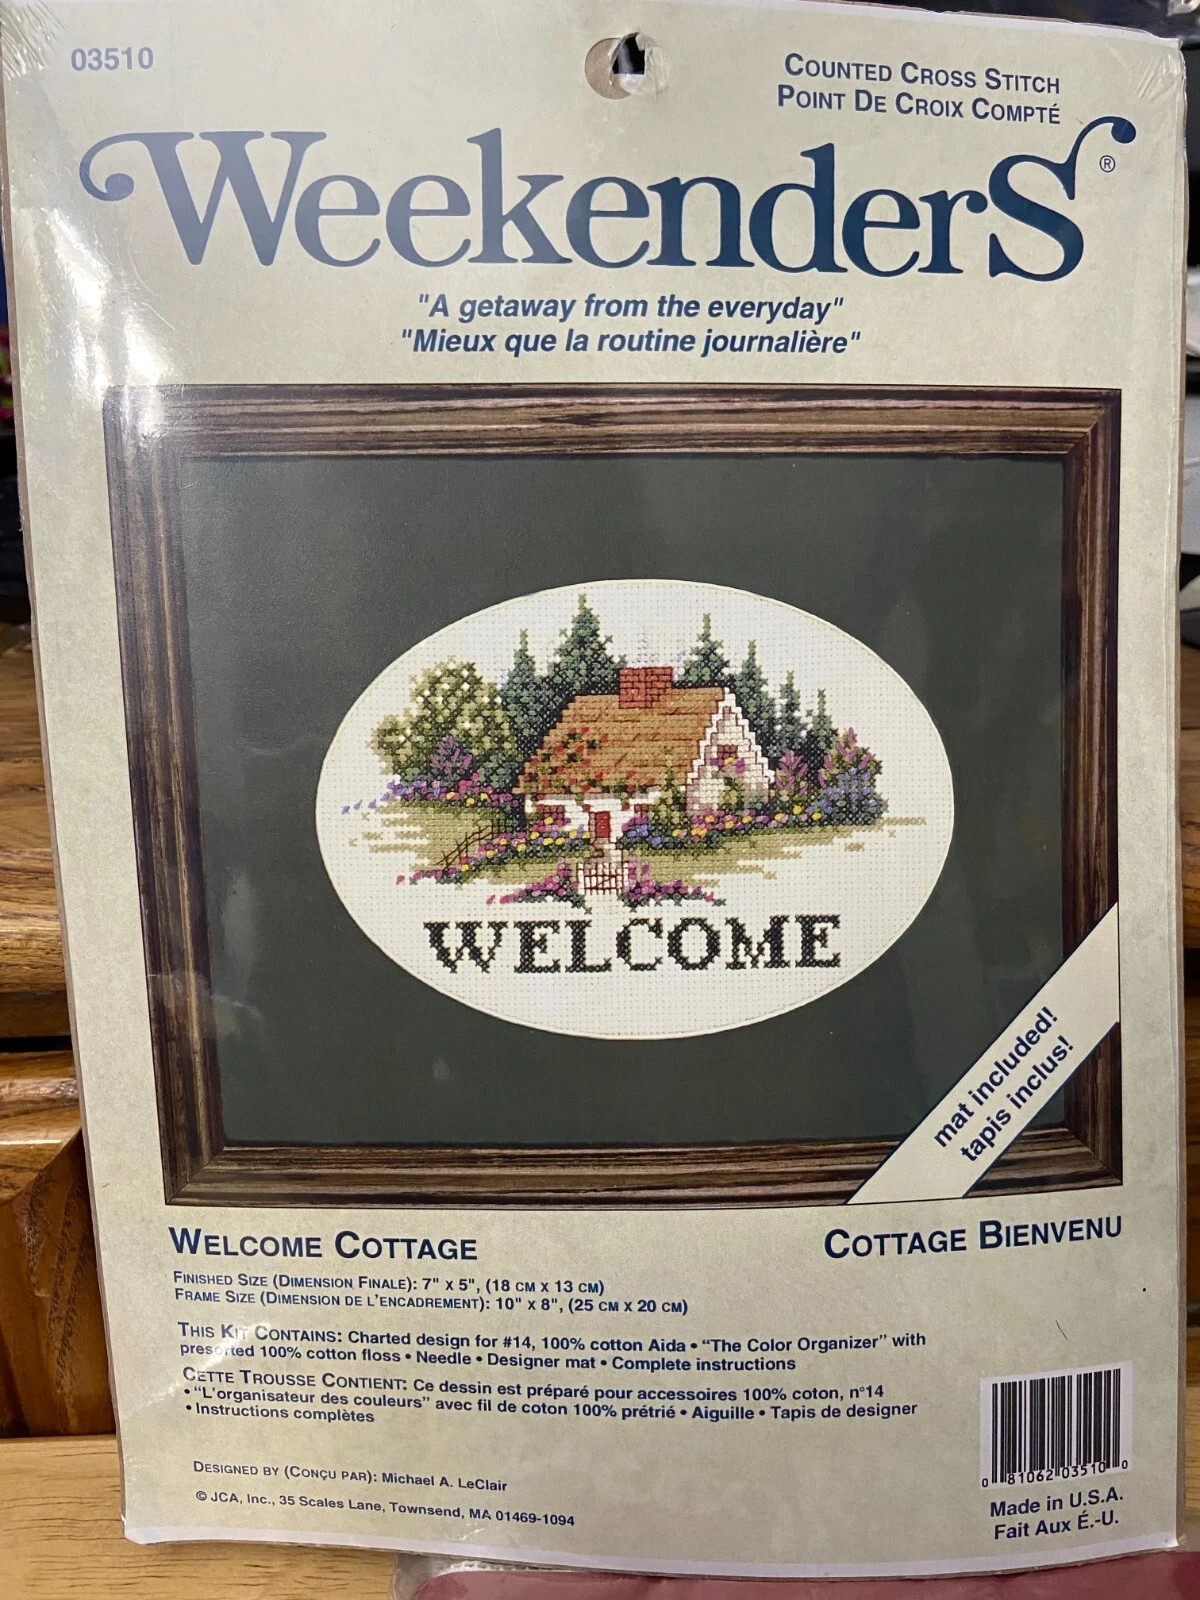 03510
COUNTED CROSS STITCH
POINT DE CROIX COMPTÉ
WeekenderS®
"A getaway from the everyday"
"Mieux que la routine journalière"
WELCOME
mat included!
tapis inclus!
WELCOME COTTAGE
COTTAGE BIENVENU
FINISHED SIZE (DIMENSION FINALE): 7" X 5", (18 CM X 13 CM)
FRAME SIZE (DIMENSION DE L'ENCADREMENT): 10" X 8", (25 CM X 20 CM)
THIS KIT CONTAINS: Charted design for #14, 100% cotton Aida • "The Color Organizer" with
presorted 100% cotton floss • Needle • Designer mat • Complete instructions
CETTE TROUSSE CONTIENT: Ce dessin est préparé pour accessoires 100% coton, n°14
• "L'organisateur des couleurs" avec fil de coton 100% prétrié • Aiguille • Tapis de designer
• Instructions complètes
DESIGNED BY (CONÇU PAR): Michael A. LeClair
© JCA, Inc., 35 Scales Lane, Townsend, MA 01469-1094
0 81062 03510 0
Made in U.S.A.
Fait Aux É.-U.